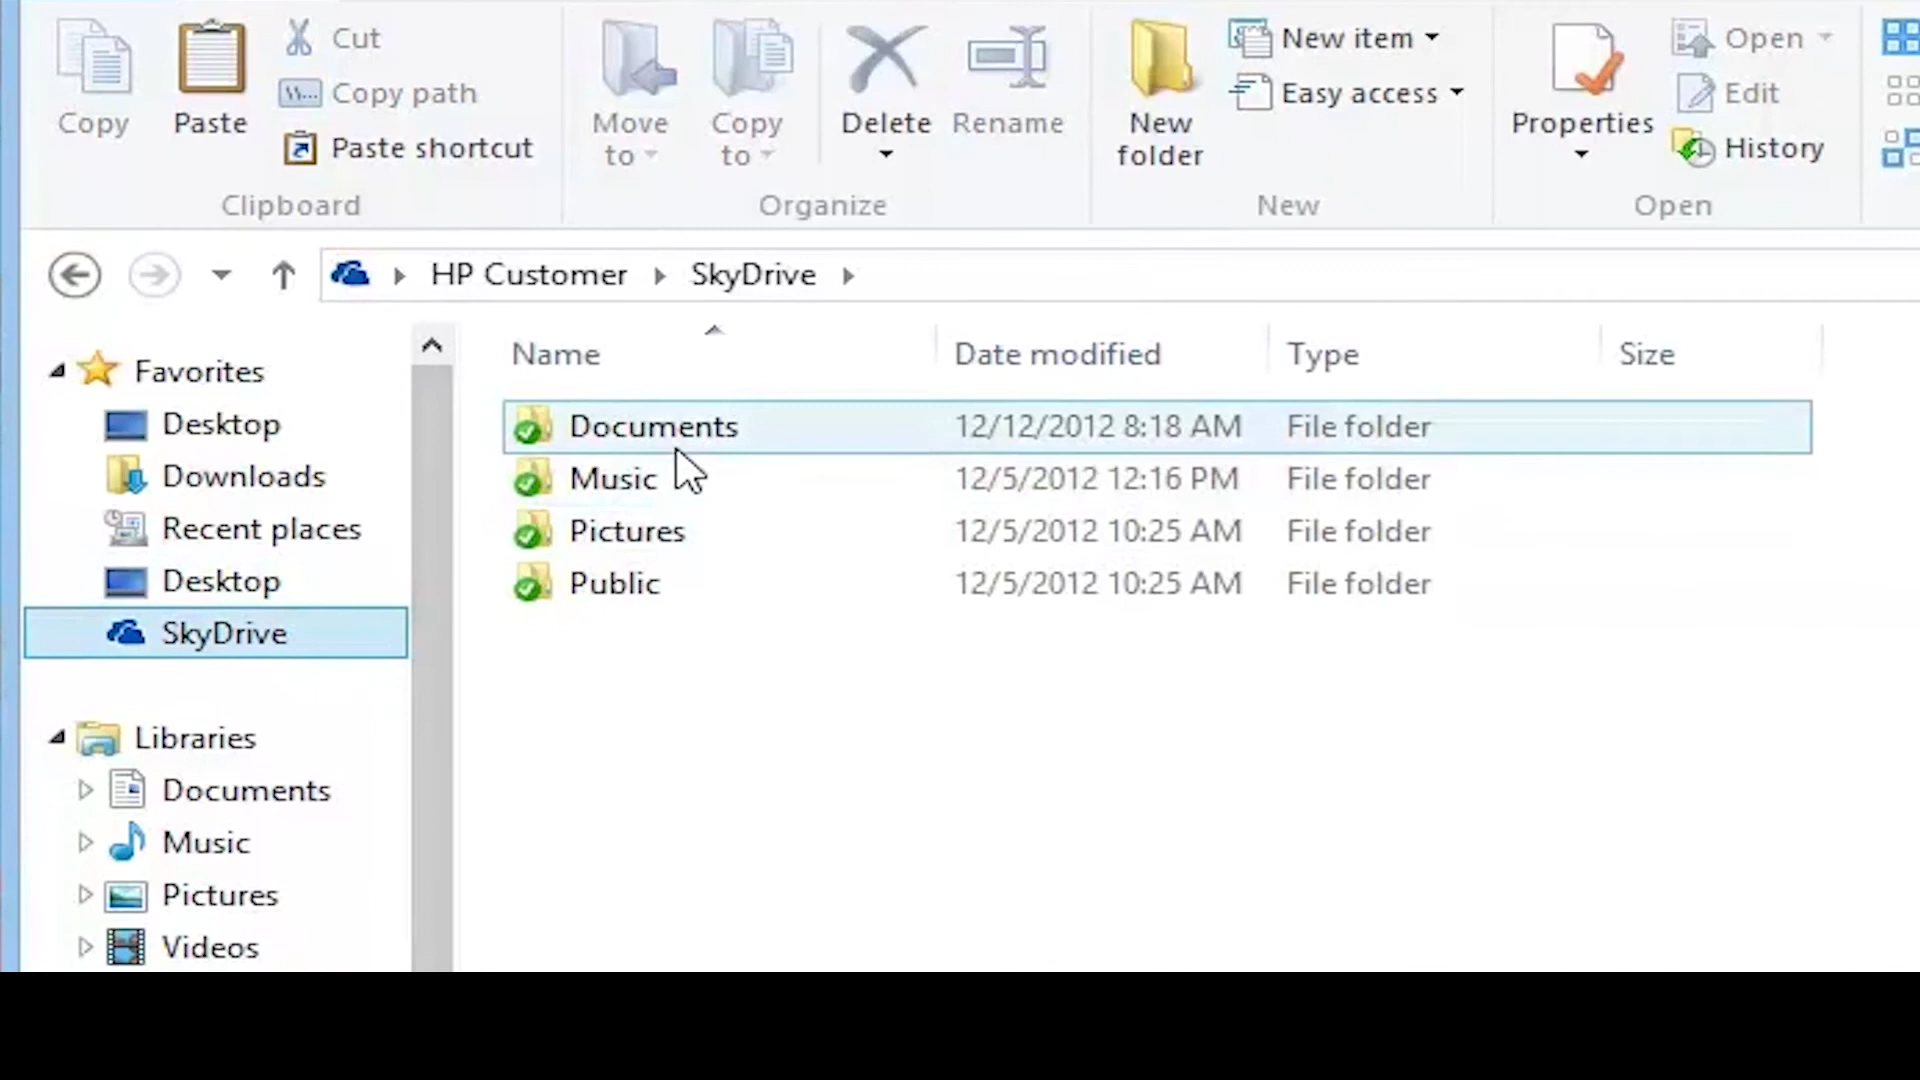 Copy
Paste
Cut
Copy path
Paste shortcut
Clipboard
Move to
Copy to
Delete
Rename
Organize
New folder
New item
Easy access
New
Properties
Open
Edit
History
Open
HP Customer SkyDrive
Favorites
Desktop
Downloads
Recent places
Desktop
SkyDrive
Libraries
Documents
Music
Pictures
Videos
Name Date modified Type Size
Documents 12/12/2012 8:18 AM File folder
Music 12/5/2012 12:16 PM File folder
Pictures 12/5/2012 10:25 AM File folder
Public 12/5/2012 10:25 AM File folder